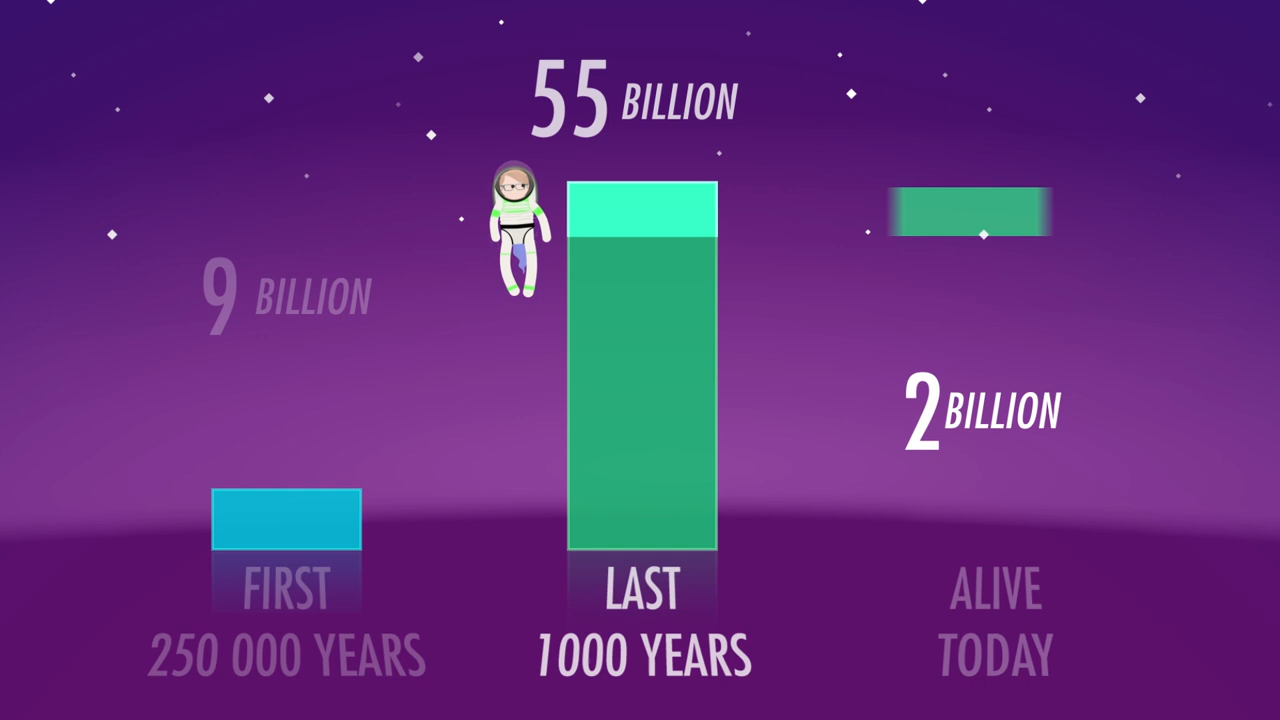 55 BILLION
9 BILLION
2 BILLION
FIRST
250 000 YEARS
LAST
1000 YEARS
ALIVE
TODAY